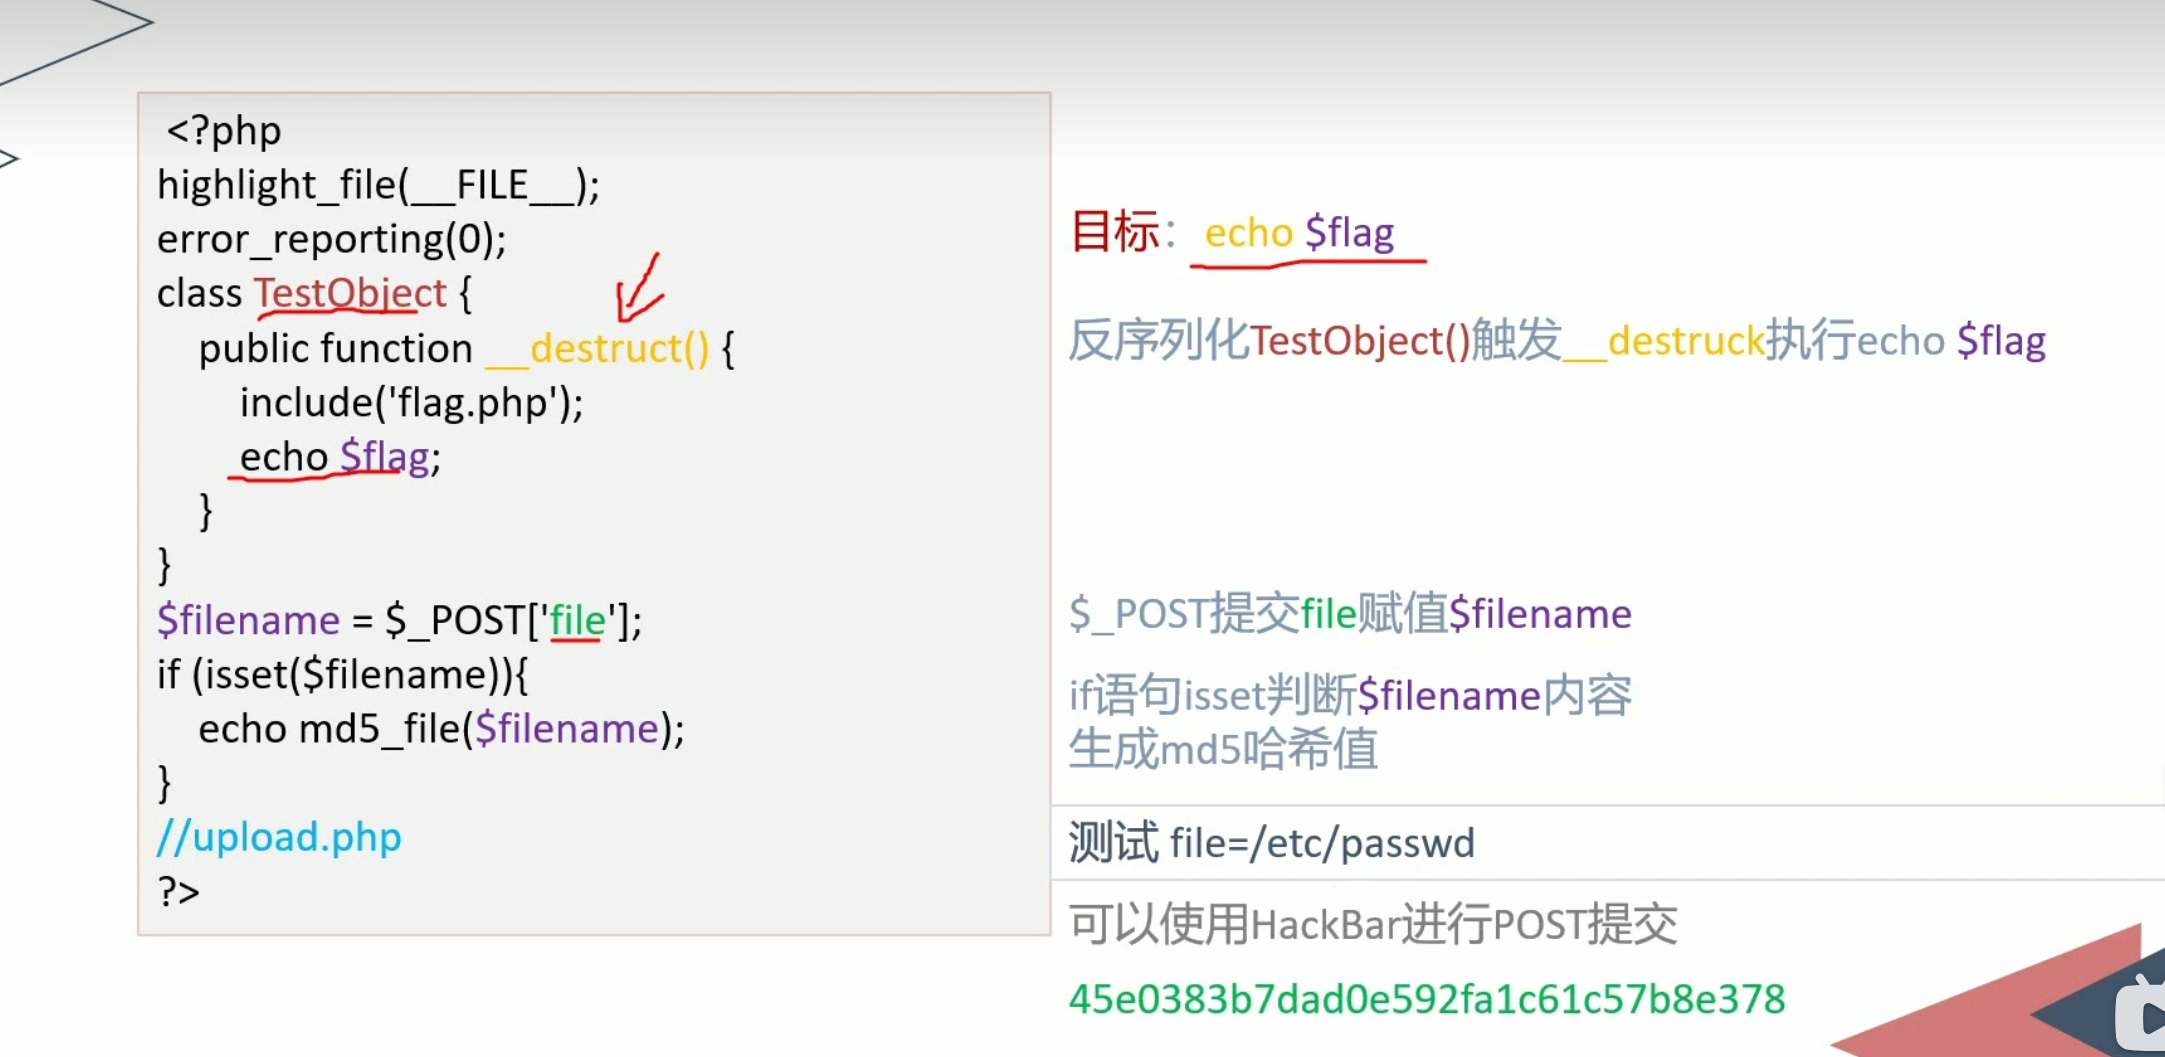 <?php
highlight_file(__FILE__);
error_reporting(0);
class TestObject {
public function __destruct() {
include('flag.php');
echo $flag;
}
}
$filename = $_POST['file'];
if (isset($filename)){
echo md5_file($filename);
}
//upload.php
?>
目标：echo $flag
反序列化TestObject()触发__destruck执行echo $flag
$_POST提交file赋值$filename
if语句isset判断$filename内容
生成md5哈希值
测试 file=/etc/passwd
可以使用HackBar进行POST提交
45e0383b7dad0e592fa1c61c57b8e378